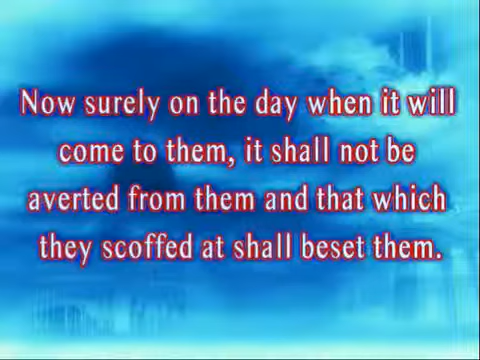 Now surely on the day when it will
come to them, it shall not be
averted from them and that which
they scoffed at shall beset them.